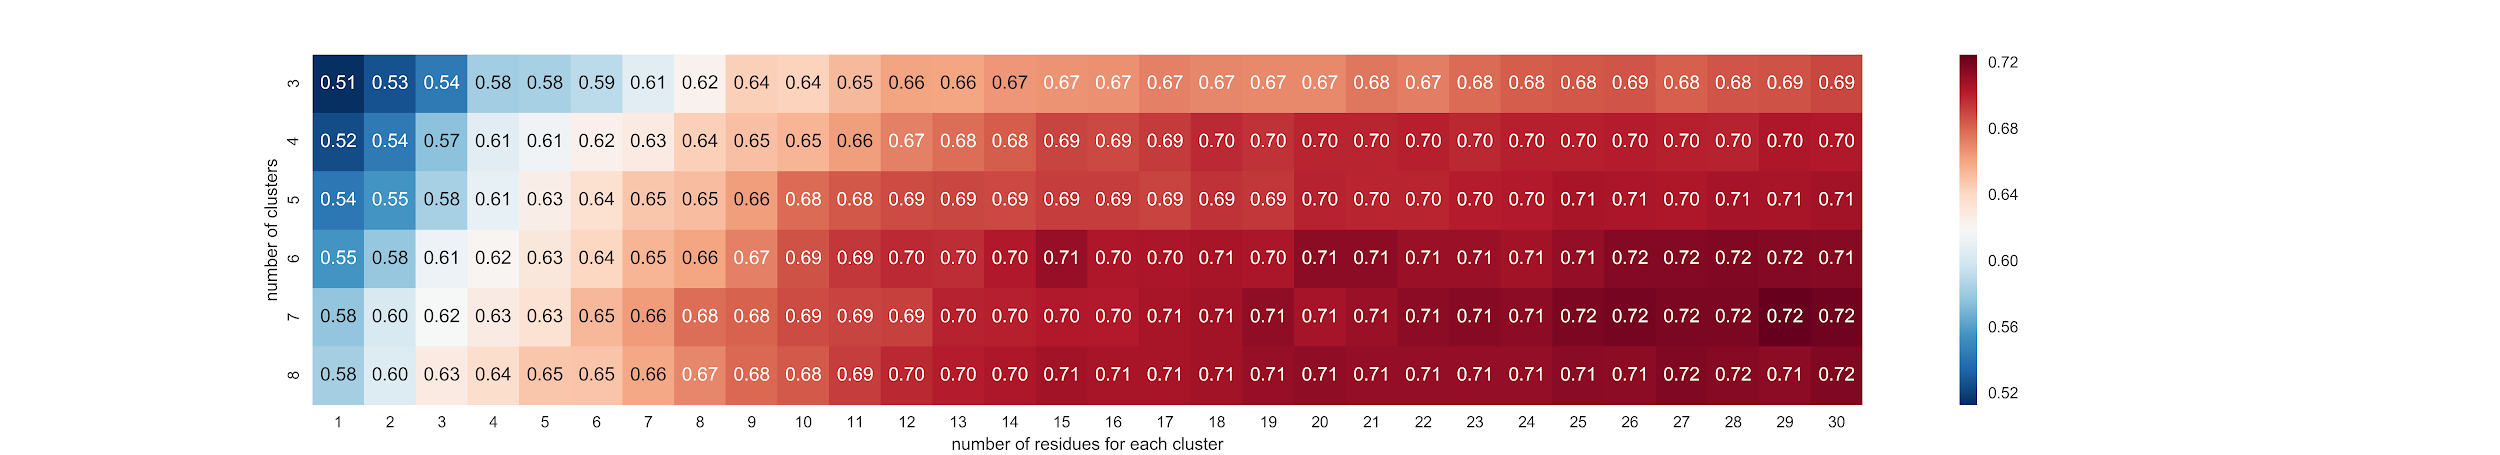 3 0.51 0.53 0.54 0.58 0.58 0.59 0.61 0.62 0.64 0.64 0.65 0.66 0.66 0.67 0.67 0.67 0.67 0.67 0.67 0.67 0.68 0.67 0.68 0.68 0.68 0.69 0.68 0.68 0.69 0.69
4 0.52 0.54 0.57 0.61 0.61 0.62 0.63 0.64 0.65 0.65 0.66 0.67 0.68 0.68 0.69 0.69 0.69 0.70 0.70 0.70 0.70 0.70 0.70 0.70 0.70 0.70 0.70 0.70 0.70 0.70
5 0.54 0.55 0.58 0.61 0.63 0.64 0.65 0.65 0.66 0.68 0.68 0.69 0.69 0.69 0.69 0.69 0.69 0.69 0.69 0.70 0.70 0.70 0.70 0.70 0.71 0.71 0.70 0.71 0.71 0.71
6 0.55 0.58 0.61 0.62 0.63 0.64 0.65 0.66 0.67 0.69 0.69 0.70 0.70 0.70 0.71 0.70 0.70 0.71 0.70 0.71 0.71 0.71 0.71 0.71 0.71 0.72 0.72 0.72 0.72 0.71
7 0.58 0.60 0.62 0.63 0.63 0.65 0.66 0.68 0.68 0.69 0.69 0.69 0.70 0.70 0.70 0.70 0.71 0.71 0.71 0.71 0.71 0.71 0.71 0.71 0.72 0.72 0.72 0.72 0.72 0.72
8 0.58 0.60 0.63 0.64 0.65 0.65 0.66 0.67 0.68 0.68 0.69 0.70 0.70 0.70 0.71 0.71 0.71 0.71 0.71 0.71 0.71 0.71 0.71 0.71 0.71 0.71 0.72 0.72 0.71 0.72
1 2 3 4 5 6 7 8 9 10 11 12 13 14 15 16 17 18 19 20 21 22 23 24 25 26 27 28 29 30
number of residues for each cluster
number of clusters
0.72
0.68
0.64
0.60
0.56
0.52